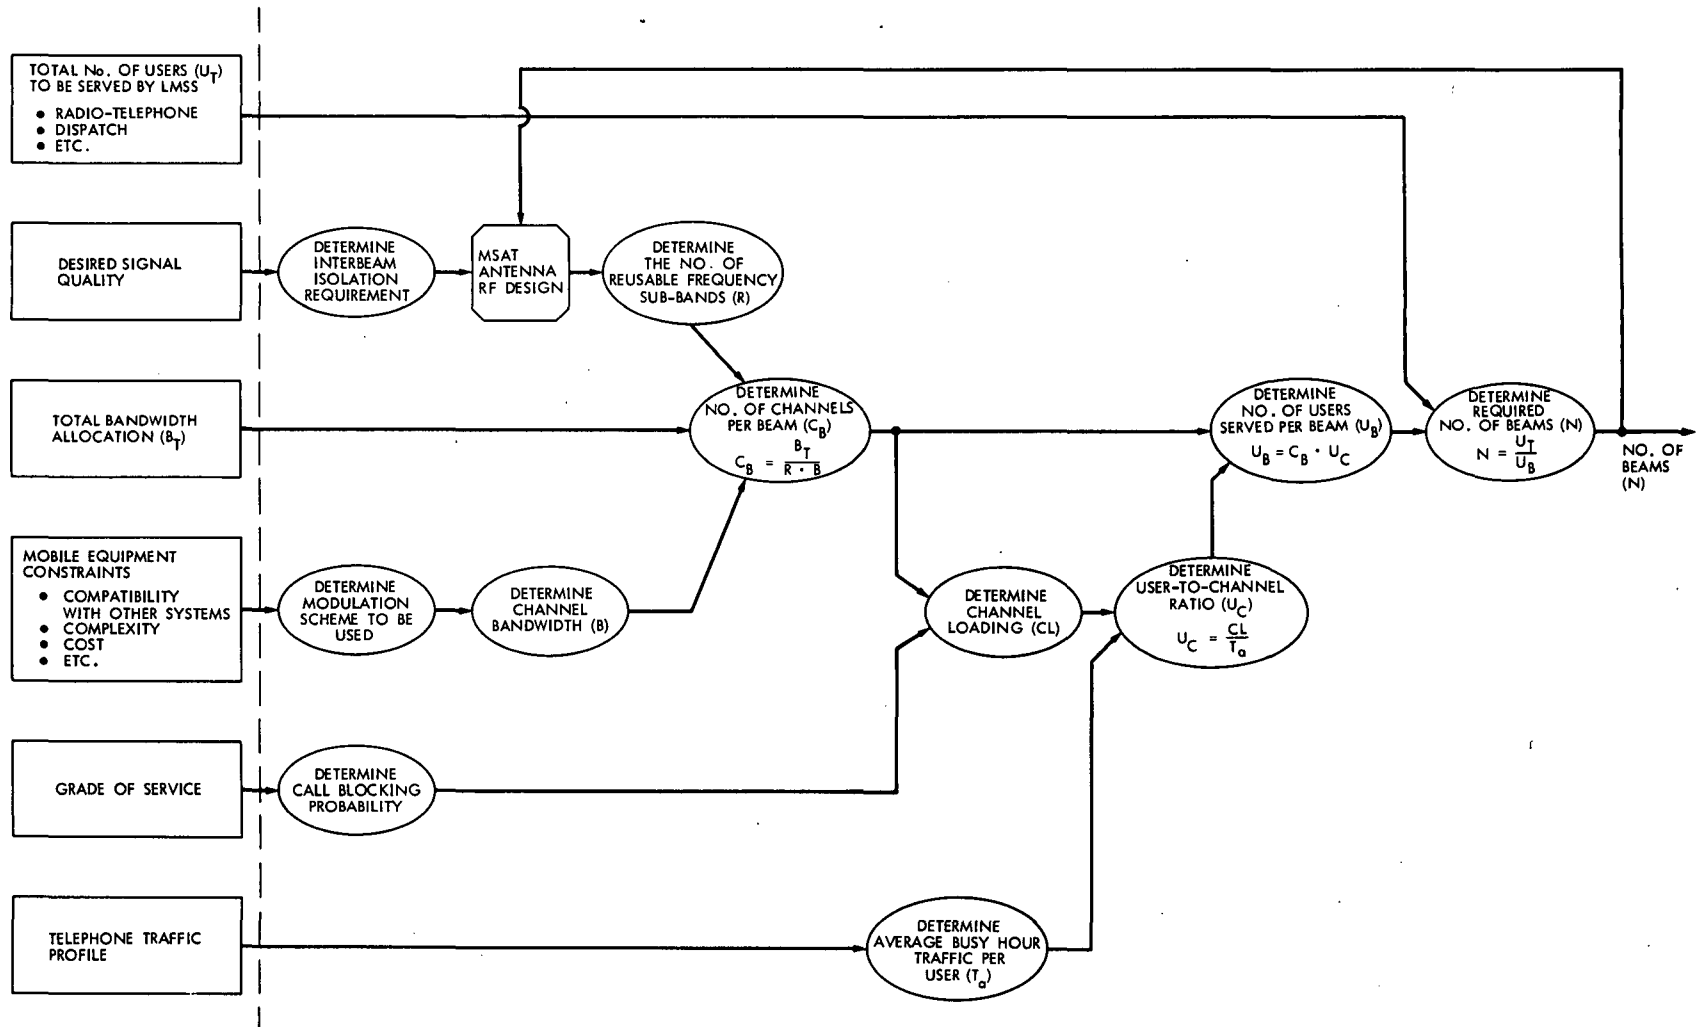 TOTAL No. OF USERS (U_T)
TO BE SERVED BY LMSS
• RADIO-TELEPHONE
• DISPATCH
• ETC.
DESIRED SIGNAL
QUALITY
DETERMINE
INTERBEAM
ISOLATION
REQUIREMENT
MSAT
ANTENNA
RF DESIGN
DETERMINE
THE NO. OF
REUSABLE FREQUENCY
SUB-BANDS (R)
TOTAL BANDWIDTH
ALLOCATION (B_T)
DETERMINE
NO. OF CHANNELS
PER BEAM (C_B)
C_B = B_T / R · B
DETERMINE
NO. OF USERS
SERVED PER BEAM (U_B)
U_B = C_B · U_C
DETERMINE
REQUIRED
NO. OF BEAMS (N)
N = U_T / U_B
NO. OF
BEAMS
(N)
MOBILE EQUIPMENT
CONSTRAINTS
• COMPATIBILITY
WITH OTHER SYSTEMS
• COMPLEXITY
• COST
• ETC.
DETERMINE
MODULATION
SCHEME TO BE
USED
DETERMINE
CHANNEL
BANDWIDTH (B)
DETERMINE
CHANNEL
LOADING (CL)
DETERMINE
USER-TO-CHANNEL
RATIO (U_C)
U_C = CL / T_a
GRADE OF SERVICE
DETERMINE
CALL BLOCKING
PROBABILITY
TELEPHONE TRAFFIC
PROFILE
DETERMINE
AVERAGE BUSY HOUR
TRAFFIC PER
USER (T_a)